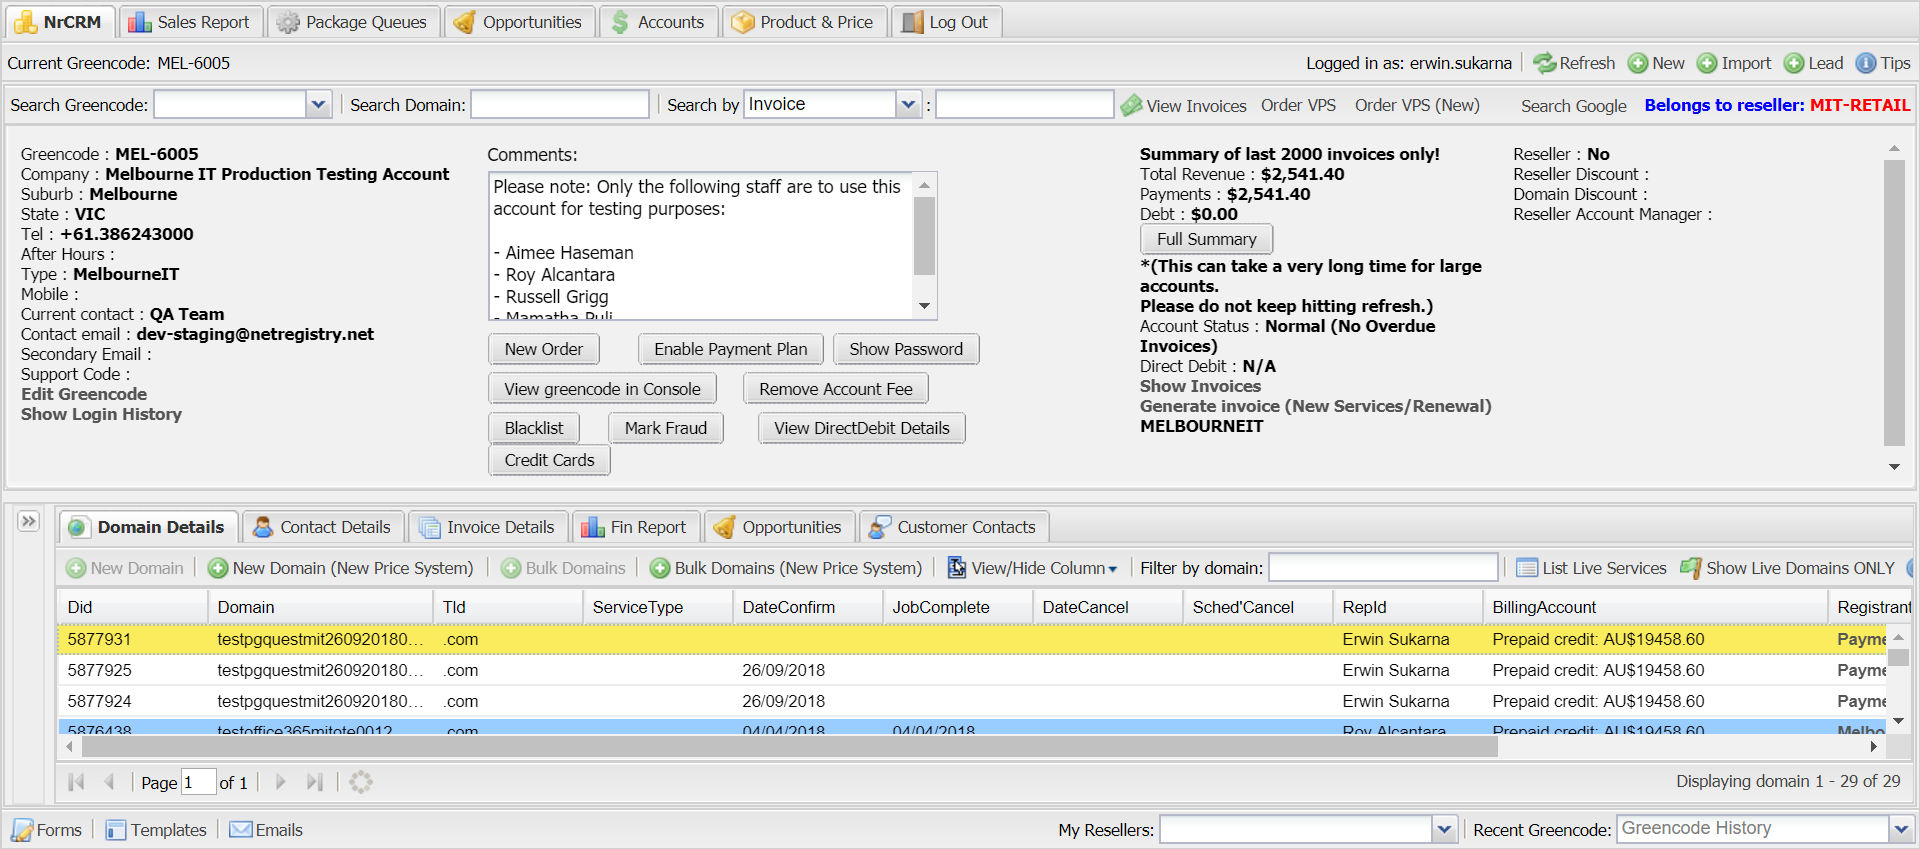 NrCRM Sales Report Package Queues Opportunities Accounts Product & Price Log Out
Current Greencode: MEL-6005 Logged in as: erwin.sukarna Refresh New Import Lead Tips
Search Greencode: Search Domain: Search by Invoice : View Invoices Order VPS Order VPS (New) Search Google Belongs to reseller: MIT-RETAIL
Greencode : MEL-6005
Company : Melbourne IT Production Testing Account
Suburb : Melbourne
State : VIC
Tel : +61.386243000
After Hours :
Type : MelbourneIT
Mobile :
Current contact : QA Team
Contact email : dev-staging@netregistry.net
Secondary Email :
Support Code :
Edit Greencode
Show Login History
Comments:
Please note: Only the following staff are to use this
account for testing purposes:
- Aimee Haseman
- Roy Alcantara
- Russell Grigg
- Mamatha
New Order Enable Payment Plan Show Password
View greencode in Console Remove Account Fee
Blacklist Mark Fraud View DirectDebit Details
Credit Cards
Summary of last 2000 invoices only!
Total Revenue : $2,541.40
Payments : $2,541.40
Debt : $0.00
Full Summary
*(This can take a very long time for large
accounts.
Please do not keep hitting refresh.)
Account Status : Normal (No Overdue
Invoices)
Direct Debit : N/A
Show Invoices
Generate invoice (New Services/Renewal)
MELBOURNEIT
Reseller : No
Reseller Discount :
Domain Discount :
Reseller Account Manager :
Domain Details Contact Details Invoice Details Fin Report Opportunities Customer Contacts
New Domain New Domain (New Price System) Bulk Domains Bulk Domains (New Price System) View/Hide Column Filter by domain: List Live Services Show Live Domains ONLY
Did Domain Tld ServiceType DateConfirm JobComplete DateCancel Sched'Cancel RepId BillingAccount Registrant
5877931 testpgquestmit260920180... .com Erwin Sukarna Prepaid credit: AU$19458.60 Payme
5877925 testpgquestmit260920180... .com 26/09/2018 Erwin Sukarna Prepaid credit: AU$19458.60 Payme
5877924 testpgquestmit260920180... .com 26/09/2018 Erwin Sukarna Prepaid credit: AU$19458.60 Payme
5876438 testoffice365mitote0012 .com 04/04/2018 04/04/2018 Roy Alcantara Prepaid credit: AU$19458.60 Melbo
Page 1 of 1 Displaying domain 1 - 29 of 29
Forms Templates Emails My Resellers: Recent Greencode: Greencode History